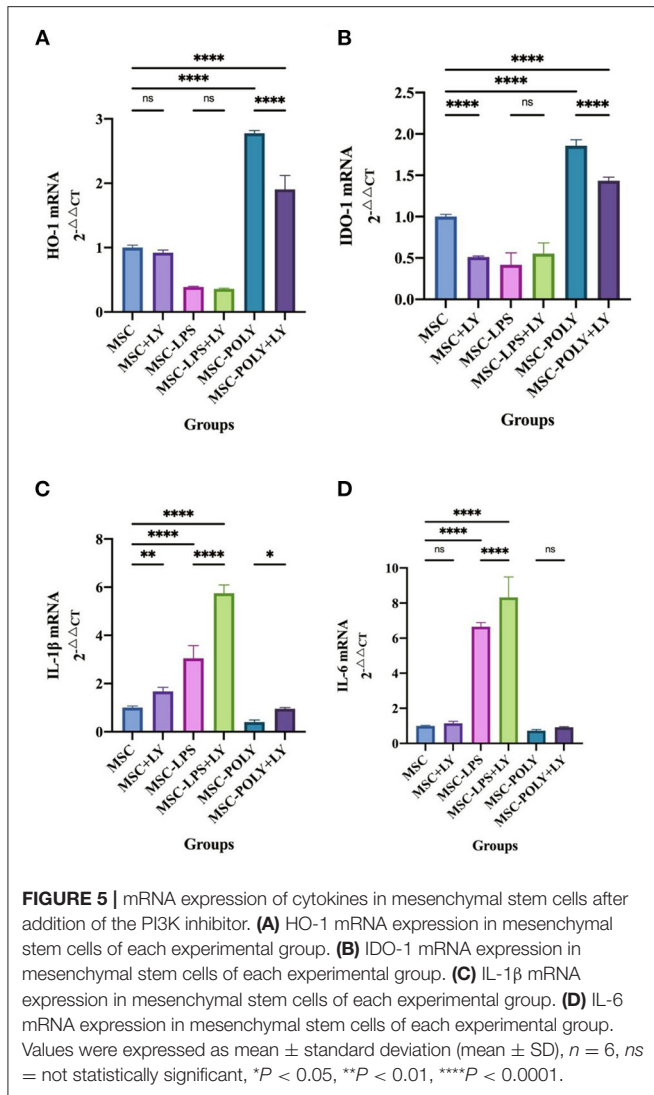 A
****
****
ns
ns
****
HO-1 mRNA
2-△△CT
3
2
1
0
MSC
MSC+LY
MSC-LPS
MSC-LPS+LY
MSC-POLY
MSC-POLY+LY
Groups
B
****
****
****
ns
****
IDO-1 mRNA
2-△△CT
2.5
2.0
1.5
1.0
0.5
0.0
MSC
MSC+LY
MSC-LPS
MSC-LPS+LY
MSC-POLY
MSC-POLY+LY
Groups
C
****
****
**
****
*
IL-1β mRNA
2-△△CT
8
6
4
2
0
MSC
MSC+LY
MSC-LPS
MSC-LPS+LY
MSC-POLY
MSC-POLY+LY
Groups
D
****
****
ns
****
ns
IL-6 mRNA
2-△△CT
10
8
6
4
2
0
MSC
MSC+LY
MSC-LPS
MSC-LPS+LY
MSC-POLY
MSC-POLY+LY
Groups
FIGURE 5 | mRNA expression of cytokines in mesenchymal stem cells after
addition of the PI3K inhibitor. (A) HO-1 mRNA expression in mesenchymal
stem cells of each experimental group. (B) IDO-1 mRNA expression in
mesenchymal stem cells of each experimental group. (C) IL-1β mRNA
expression in mesenchymal stem cells of each experimental group. (D) IL-6
mRNA expression in mesenchymal stem cells of each experimental group.
Values were expressed as mean ± standard deviation (mean ± SD), n = 6, ns
= not statistically significant, *P < 0.05, **P < 0.01, ****P < 0.0001.